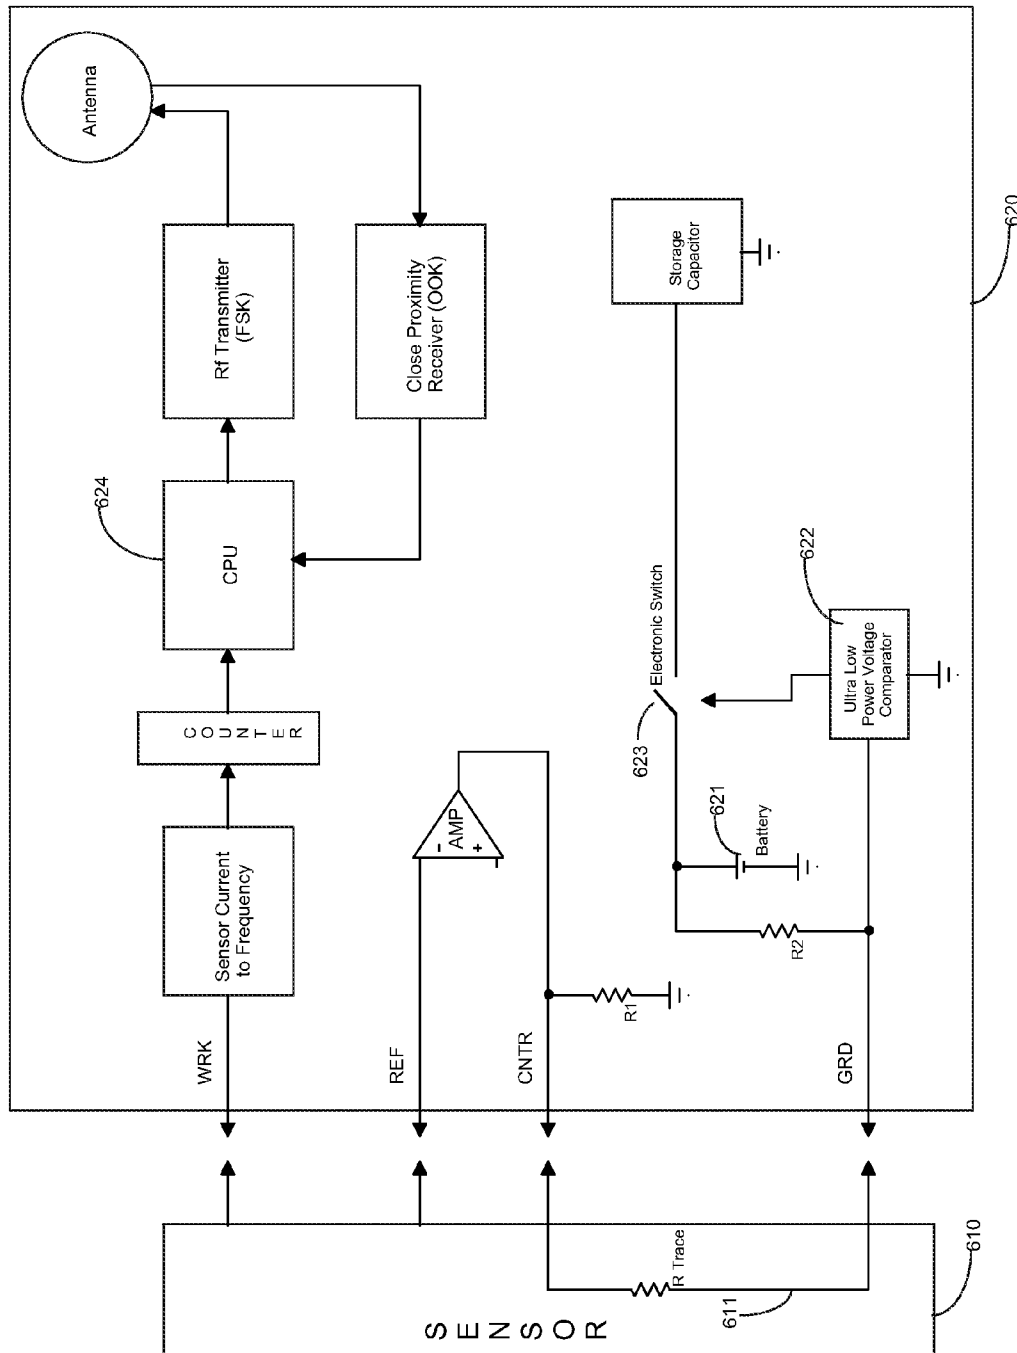 SENSOR
610
611
R Trace
WRK
REF
CNTR
GRD
Sensor Current
to Frequency
COUNTER
CPU
624
Rf Transmitter
(FSK)
Close Proximity
Receiver (OOK)
Antenna
-
+
AMP
R1
R2
Battery
621
623
Electronic Switch
622
Ultra Low
Power Voltage
Comparator
Storage
Capacitor
620